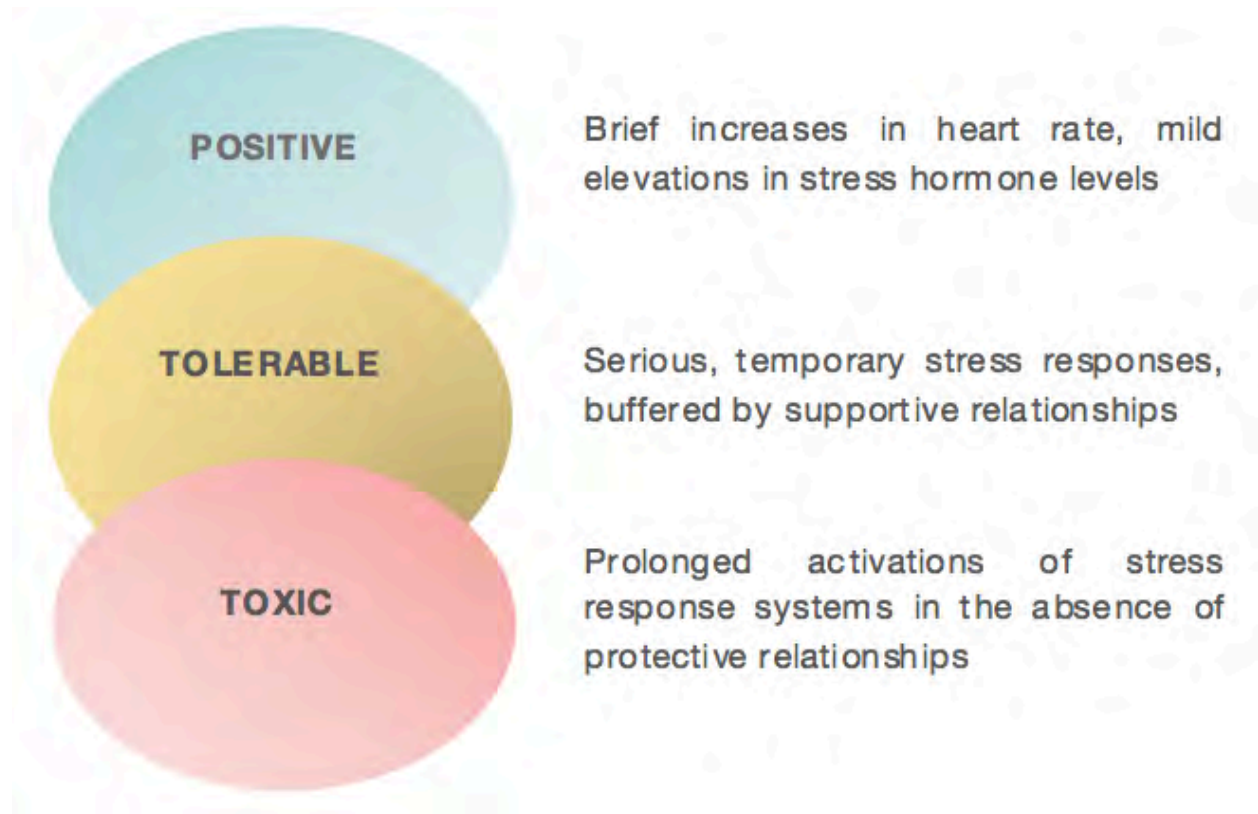 POSITIVE
Brief increases in heart rate, mild
elevations in stress hormone levels
TOLERABLE
Serious, temporary stress responses,
buffered by supportive relationships
TOXIC
Prolonged activations of stress
response systems in the absence of
protective relationships